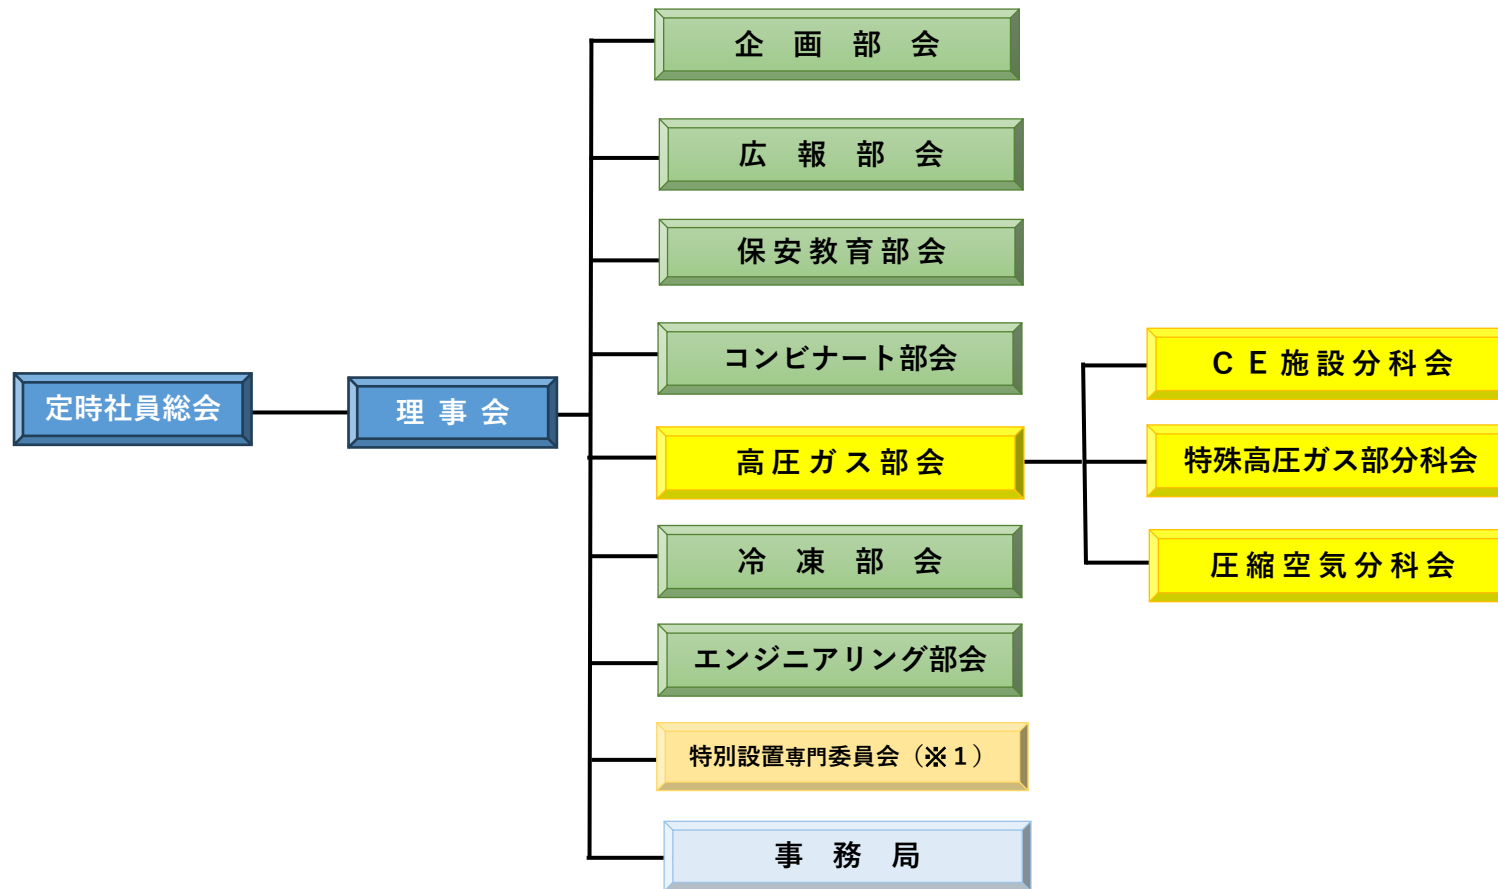 定時社員総会
理 事 会
企　画　部　会
広　報　部　会
保 安 教 育 部 会
コンビナート部会
高 圧 ガ ス 部 会
冷　凍　部　会
エンジニアリング部会
特別設置専門委員会（※１）
事　務　局
Ｃ Ｅ 施 設 分 科 会
特殊高圧ガス部分科会
圧 縮 空 気 分 科 会